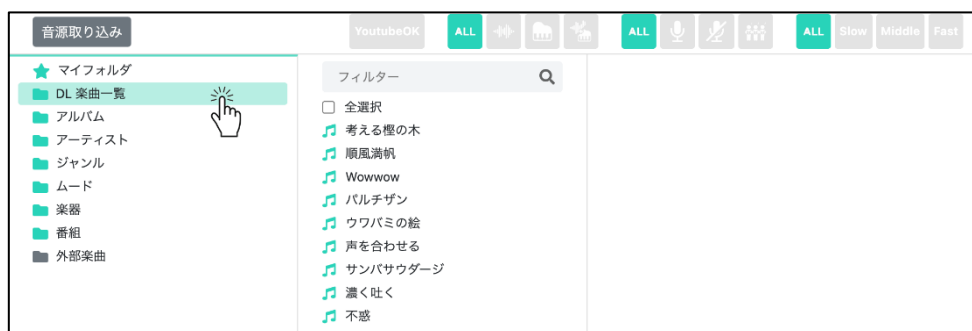 音源取り込み
YoutubeOK ALL ALL ALL Slow Middle Fast
マイフォルダ
DL 楽曲一覧
アルバム
アーティスト
ジャンル
ムード
楽器
番組
外部楽曲
フィルター
全選択
考える樫の木
順風満帆
Wowwow
パルチザン
ウワバミの絵
声を合わせる
サンバサウダージ
濃く吐く
不惑